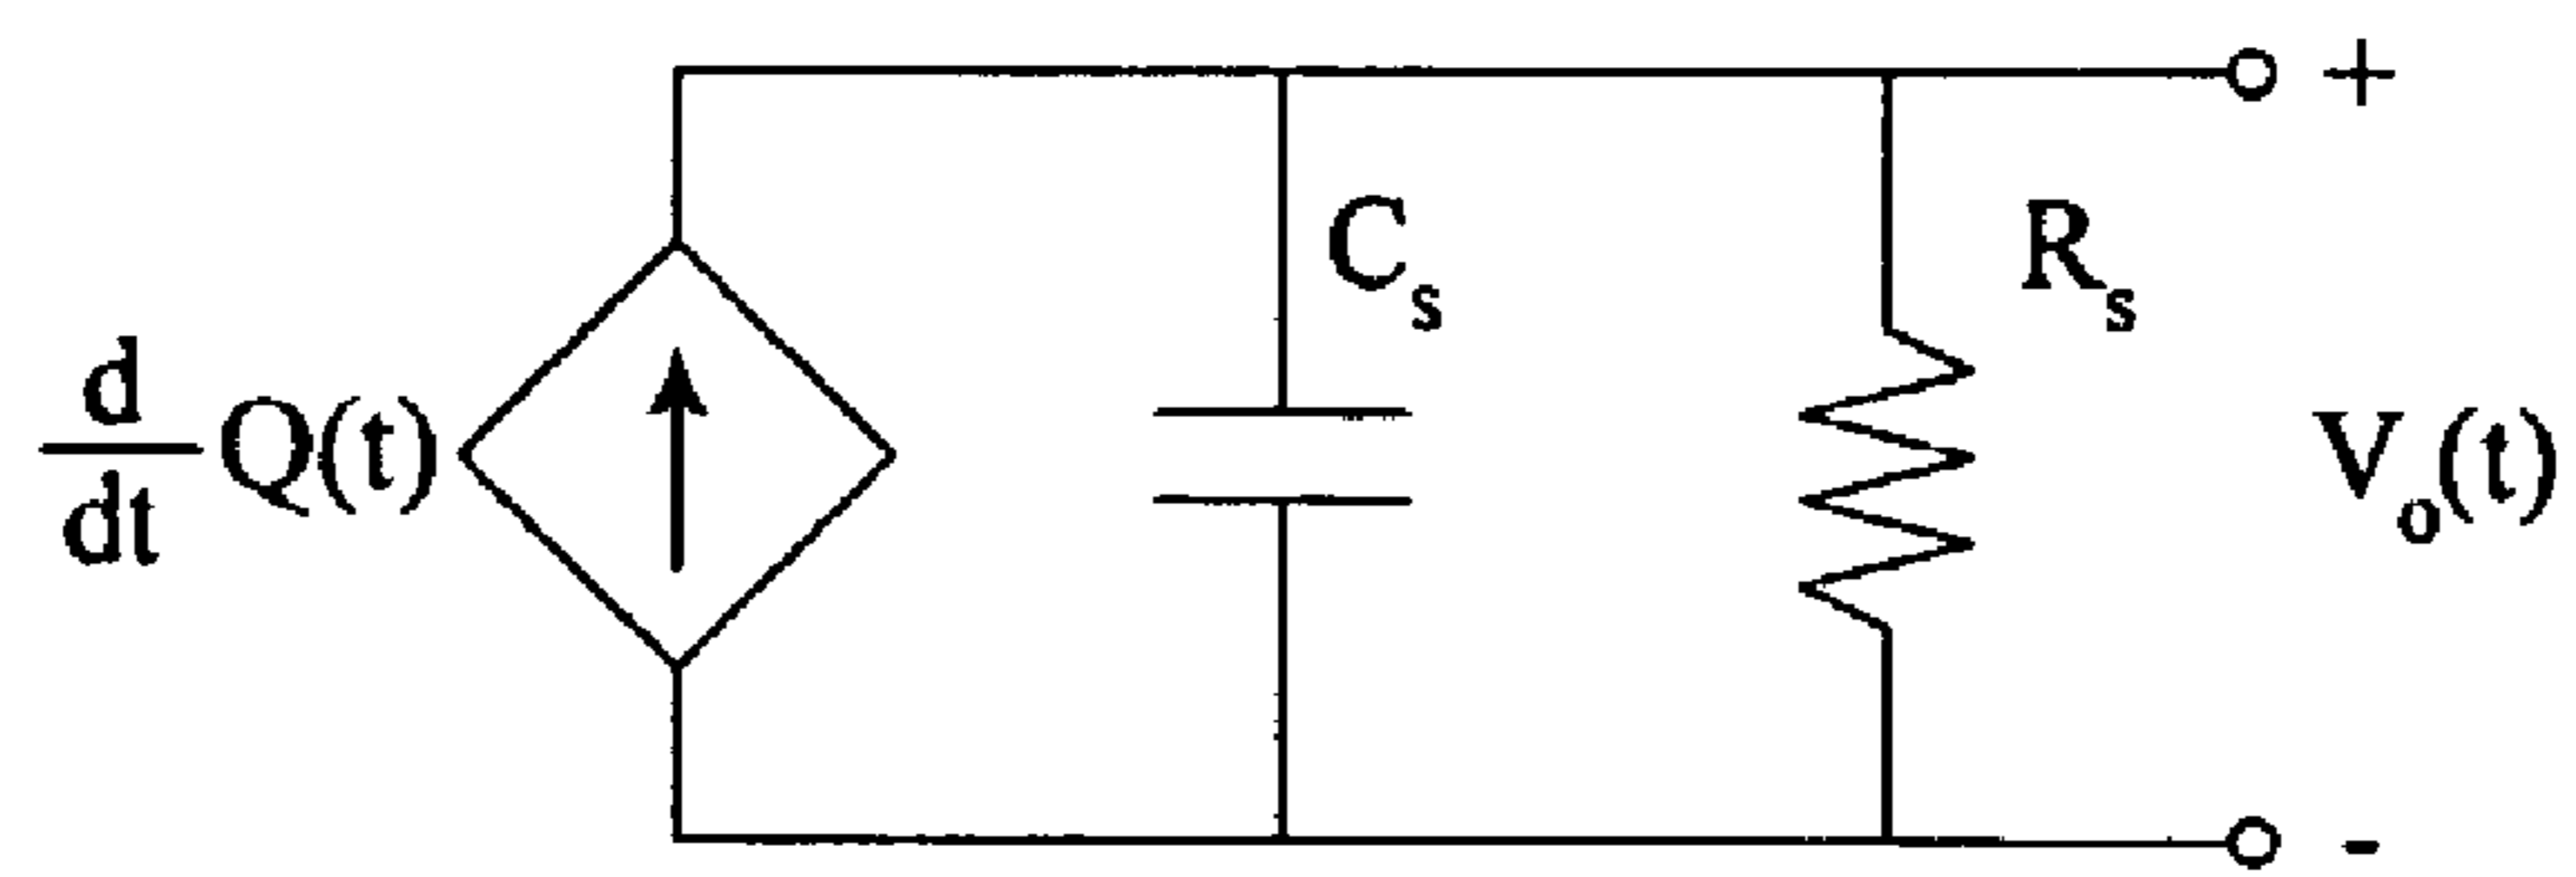 +
C_s
R_s
d/dt Q(t)
V_o(t)
-